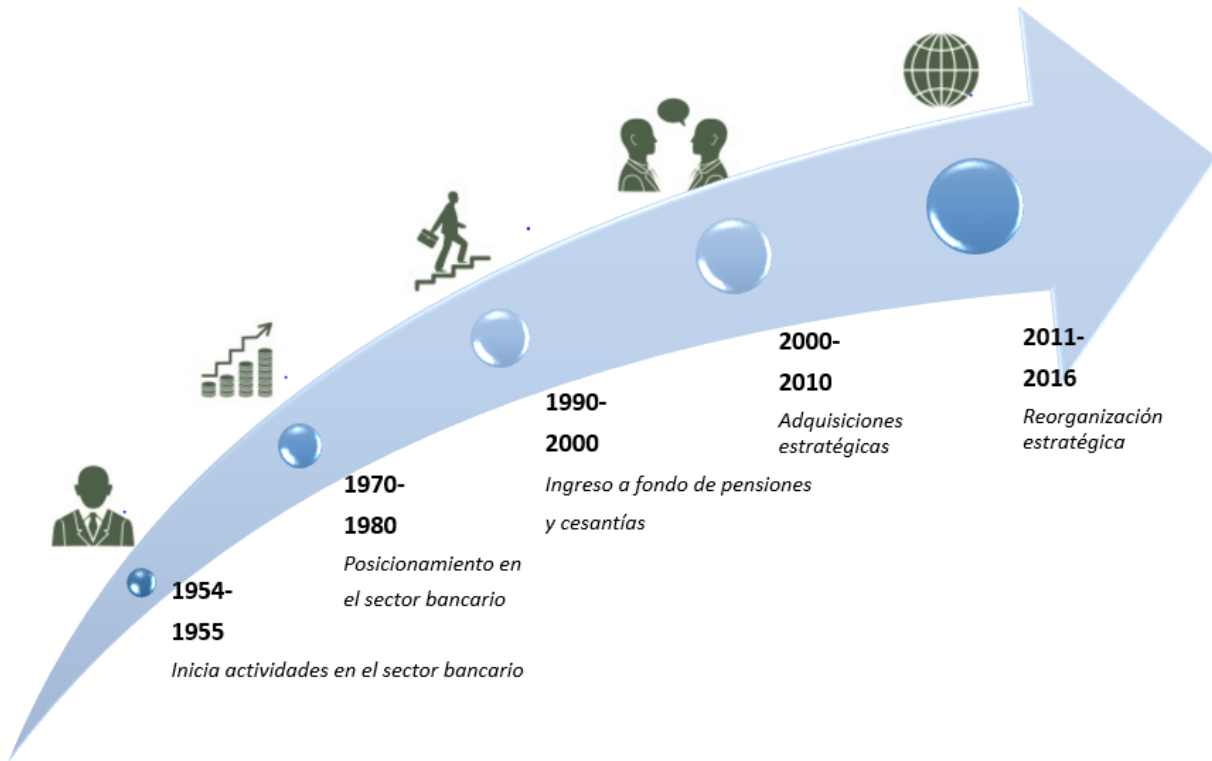 1954-
1955
Inicia actividades en el sector bancario
1970-
1980
Posicionamiento en
el sector bancario
1990-
2000
Ingreso a fondo de pensiones
y cesantías
2000-
2010
Adquisiciones
estratégicas
2011-
2016
Reorganización
estratégica